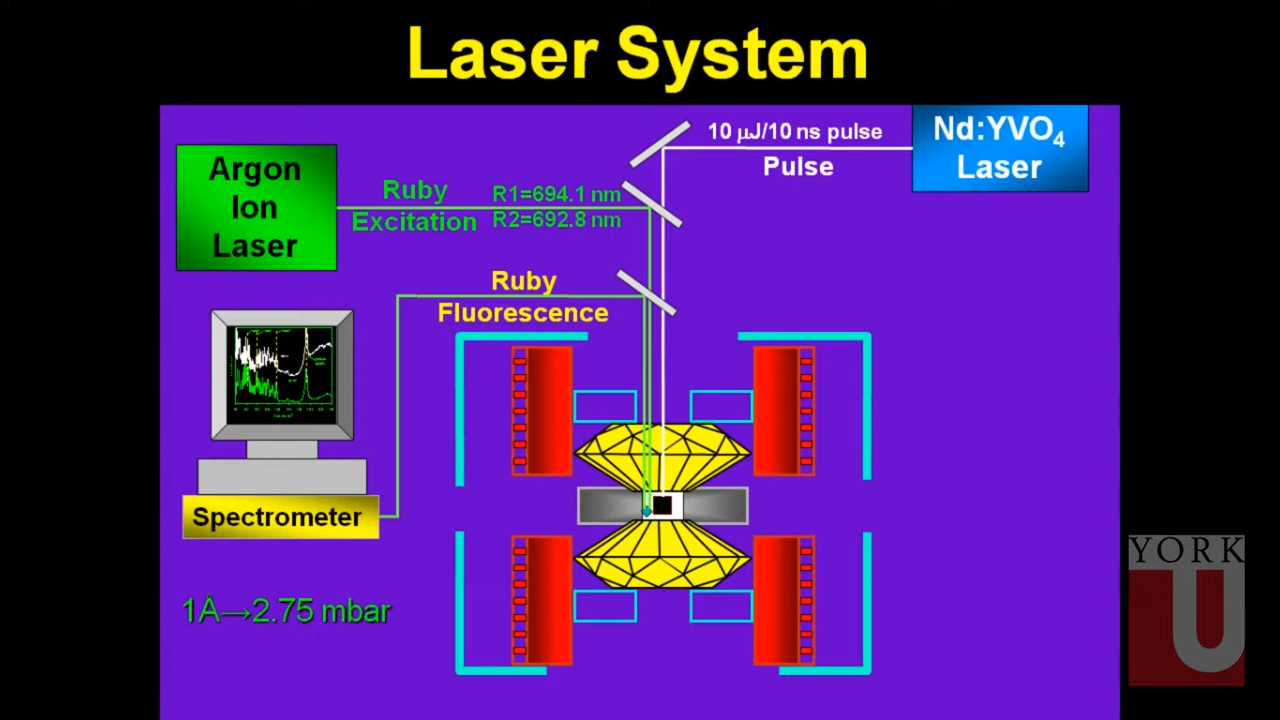 Laser System
10 μJ/10 ns pulse
Pulse
Nd:YVO₄
Laser
Argon
Ion
Laser
Ruby
Excitation
R1=694.1 nm
R2=692.8 nm
Ruby
Fluorescence
Spectrometer
1Å→2.75 mbar
YORK
U